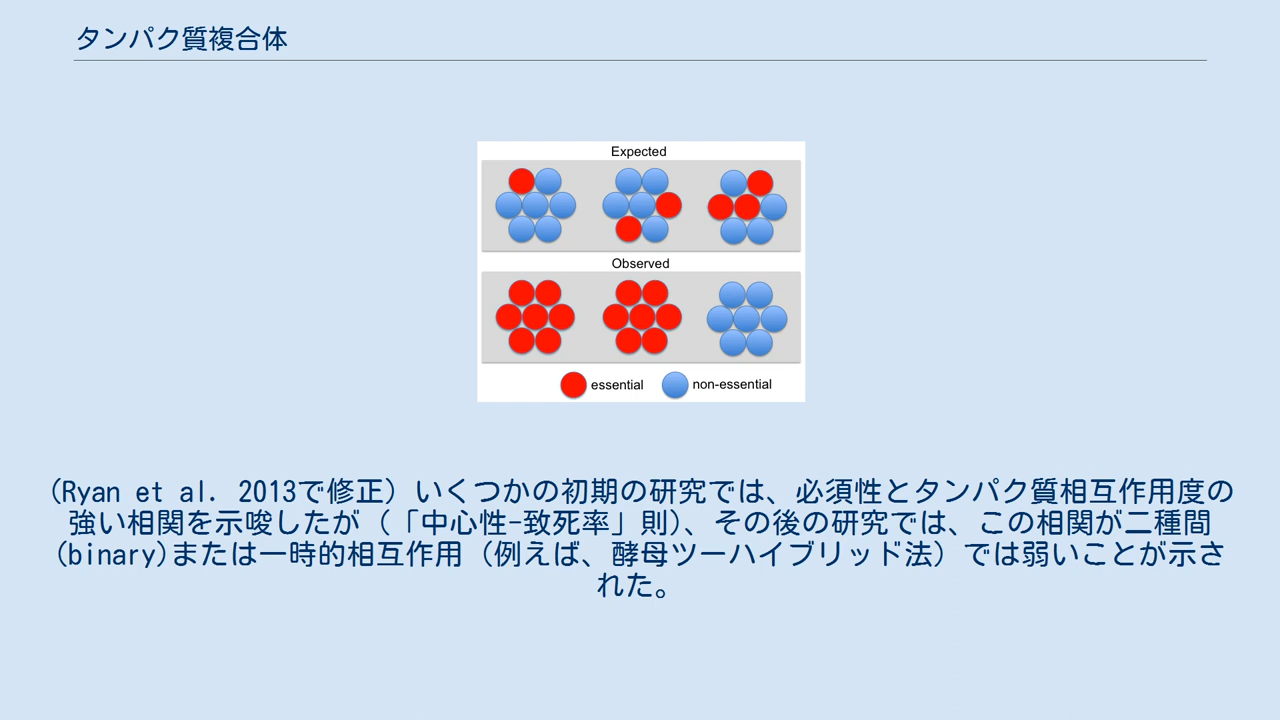 タンパク質複合体
Expected
Observed
essential
non-essential
(Ryan et al. 2013で修正) いくつかの初期の研究では、必須性とタンパク質相互作用度の
強い相関を示唆したが (「中心性-致死率」則)、その後の研究では、この相関が二種間
(binary)または一時的相互作用 (例えば、酵母ツーハイブリッド法) では弱いことが示さ
れた。